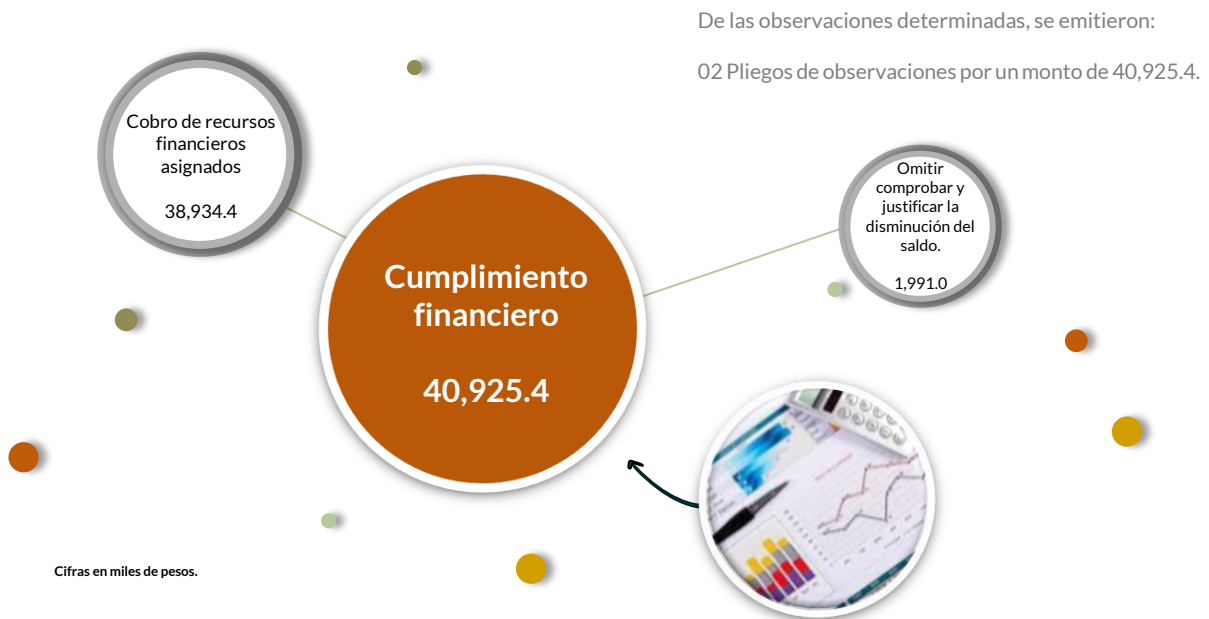 De las observaciones determinadas, se emitieron:
02 Pliegos de observaciones por un monto de 40,925.4.
Cobro de recursos
financieros
asignados
38,934.4
Omitir
comprobar y
justificar la
disminución del
saldo.
1,991.0
Cumplimiento
financiero
40,925.4
Cifras en miles de pesos.